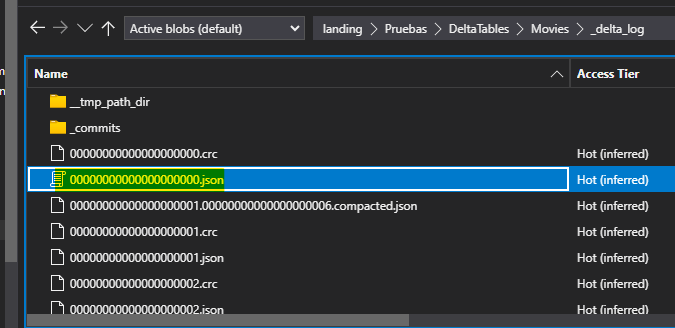 Active blobs (default) landing Pruebas DeltaTables Movies _delta_log
Name Access Tier
__tmp_path_dir
_commits
00000000000000000000.crc Hot (inferred)
00000000000000000000.json Hot (inferred)
00000000000000000001.00000000000000000006.compacted.json Hot (inferred)
00000000000000000001.crc Hot (inferred)
00000000000000000001.json Hot (inferred)
00000000000000000002.crc Hot (inferred)
00000000000000000002.json Hot (inferred)